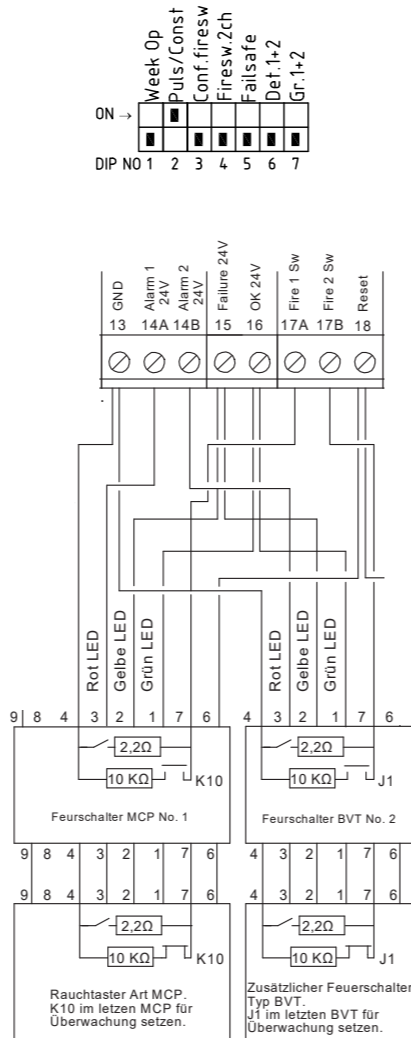 Week Op
Puls/Const
Conf.firesw
Firesw.2ch
Failsafe
Det.1+2
Gr.1+2
ON →
DIP NO 1 2 3 4 5 6 7
GND
Alarm 1
24V
Alarm 2
24V
Failure 24V
OK 24V
Fire 1 Sw
Fire 2 Sw
Reset
13 14A 14B 15 16 17A 17B 18
Rot LED
Gelbe LED
Grün LED
Rot LED
Gelbe LED
Grün LED
9 8 4 3 2 1 7 6
4 3 2 1 7 6
2,2Ω
10 KΩ
K10
Feurschalter MCP No. 1
2,2Ω
10 KΩ
J1
Feurschalter BVT No. 2
9 8 4 3 2 1 7 6
4 3 2 1 7 6
9 8 4 3 2 1 7 6
4 3 2 1 7 6
2,2Ω
10 KΩ
K10
Rauchtaster Art MCP.
K10 im letzen MCP für
Überwachung setzen.
2,2Ω
10 KΩ
J1
Zusätzlicher Feuerschalter
Typ BVT.
J1 im letzten BVT für
Überwachung setzen.